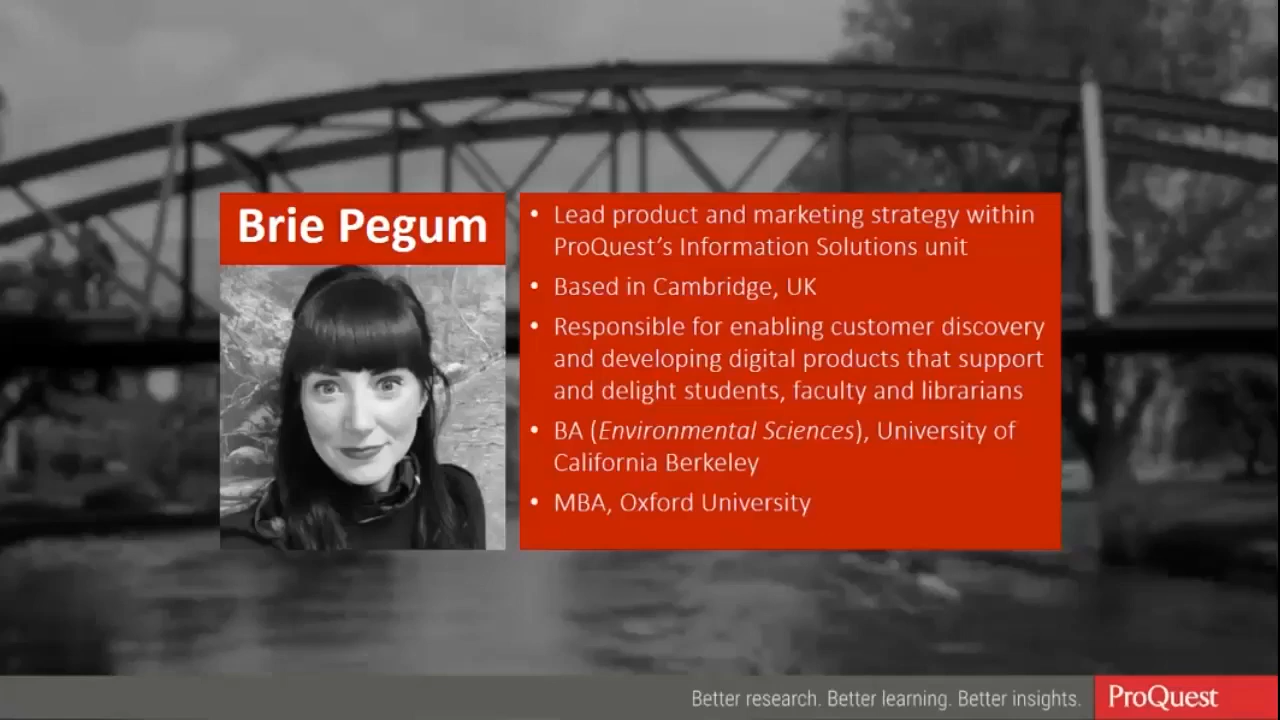 Brie Pegum
• Lead product and marketing strategy within
ProQuest's Information Solutions unit
• Based in Cambridge, UK
• Responsible for enabling customer discovery
and developing digital products that support
and delight students, faculty and librarians
• BA (Environmental Sciences), University of
California Berkeley
• MBA, Oxford University
Better research. Better learning. Better insights.
ProQuest